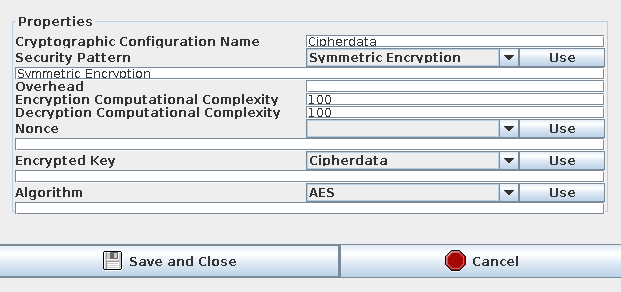 Properties
Cryptographic Configuration Name Cipherdata
Security Pattern Symmetric Encryption Use
Symmetric Encryption
Overhead
Encryption Computational Complexity 100
Decryption Computational Complexity 100
Nonce Use
Encrypted Key Cipherdata Use
Algorithm AES Use
Save and Close Cancel